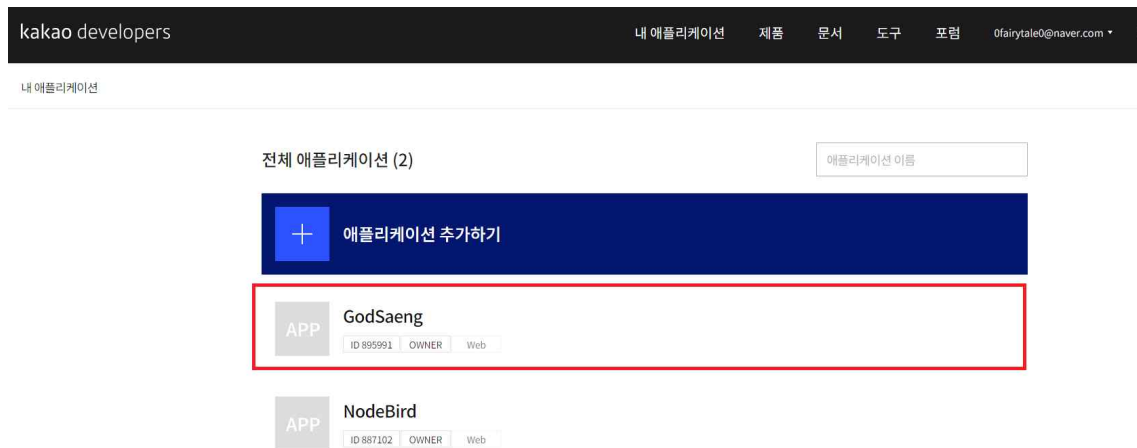 kakao developers 내 애플리케이션 제품 문서 도구 포럼 0fairytale0@naver.com
내 애플리케이션
전체 애플리케이션 (2) 애플리케이션 이름
애플리케이션 추가하기
APP GodSaeng
ID 895991 OWNER Web
APP NodeBird
ID 887102 OWNER Web